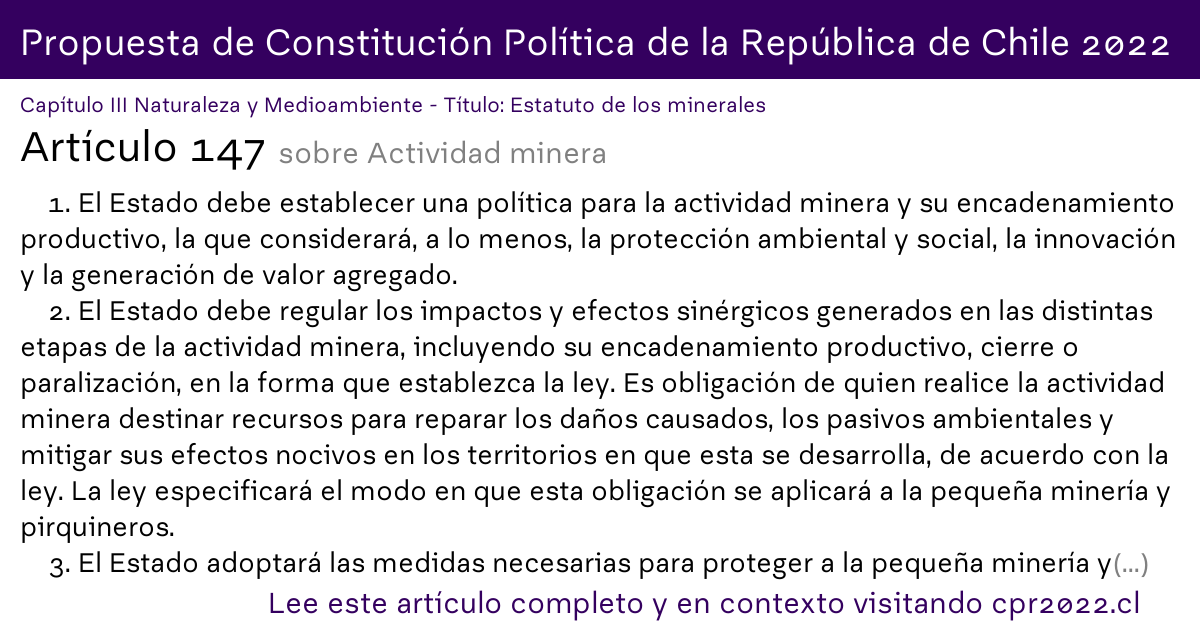 Propuesta de Constitución Política de la República de Chile 2022
Capítulo III Naturaleza y Medioambiente - Título: Estatuto de los minerales
Artículo 147 sobre Actividad minera
1. El Estado debe establecer una política para la actividad minera y su encadenamiento
productivo, la que considerará, a lo menos, la protección ambiental y social, la innovación
y la generación de valor agregado.
2. El Estado debe regular los impactos y efectos sinérgicos generados en las distintas
etapas de la actividad minera, incluyendo su encadenamiento productivo, cierre o
paralización, en la forma que establezca la ley. Es obligación de quien realice la actividad
minera destinar recursos para reparar los daños causados, los pasivos ambientales y
mitigar sus efectos nocivos en los territorios en que esta se desarrolla, de acuerdo con la
ley. La ley especificará el modo en que esta obligación se aplicará a la pequeña minería y
pirquineros.
3. El Estado adoptará las medidas necesarias para proteger a la pequeña minería y(...)
Lee este artículo completo y en contexto visitando cpr2022.cl